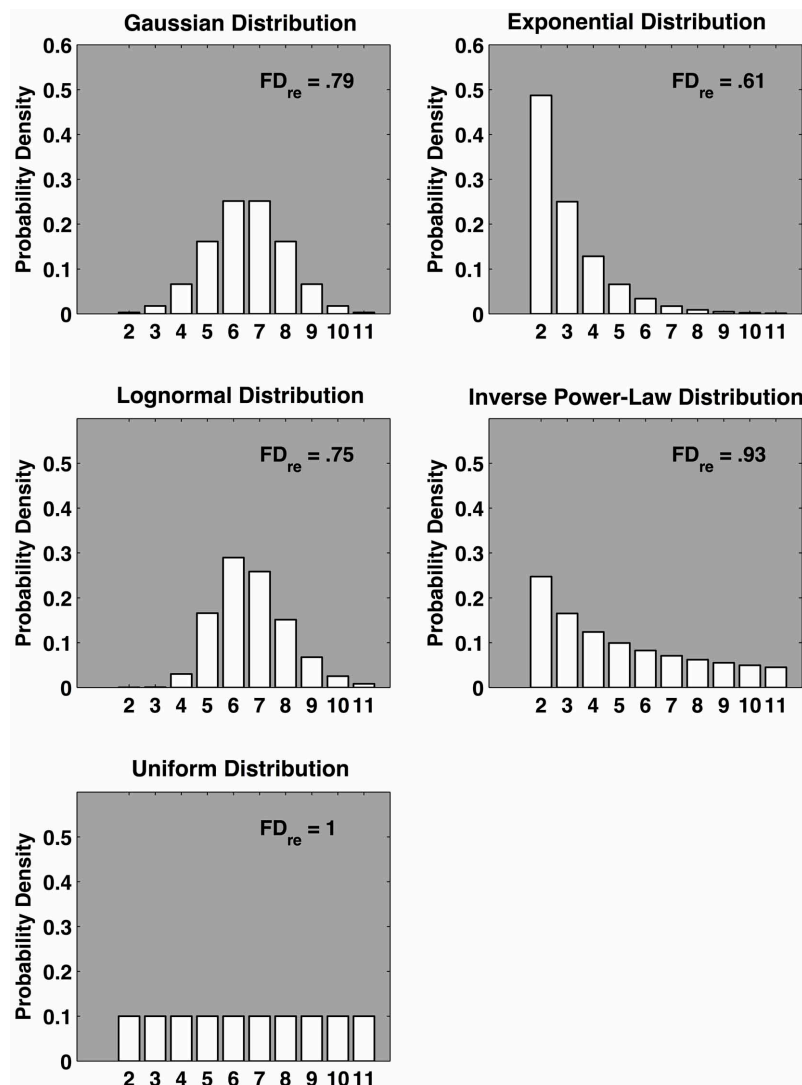 Gaussian Distribution
Probability Density
0.6
0.5
0.4
0.3
0.2
0.1
0
FDre = .79
2 3 4 5 6 7 8 9 10 11
Exponential Distribution
Probability Density
0.6
0.5
0.4
0.3
0.2
0.1
0
FDre = .61
2 3 4 5 6 7 8 9 10 11
Lognormal Distribution
Probability Density
0.5
0.4
0.3
0.2
0.1
0
FDre = .75
2 3 4 5 6 7 8 9 10 11
Inverse Power-Law Distribution
Probability Density
0.5
0.4
0.3
0.2
0.1
0
FDre = .93
2 3 4 5 6 7 8 9 10 11
Uniform Distribution
Probability Density
0.5
0.4
0.3
0.2
0.1
0
FDre = 1
2 3 4 5 6 7 8 9 10 11